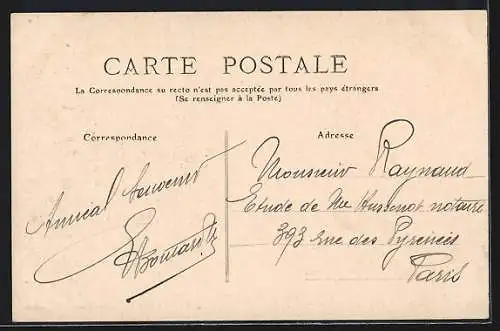 CARTE POSTALE
La Correspondance au recto n'est pas acceptée par tous les pays étrangers
(Se renseigner à la Poste)
Correspondance
Adresse
Amical souvenir
Monsieur Raynaud
Etude de Me Hussenot notaire
393 rue des Pyrénées
Paris